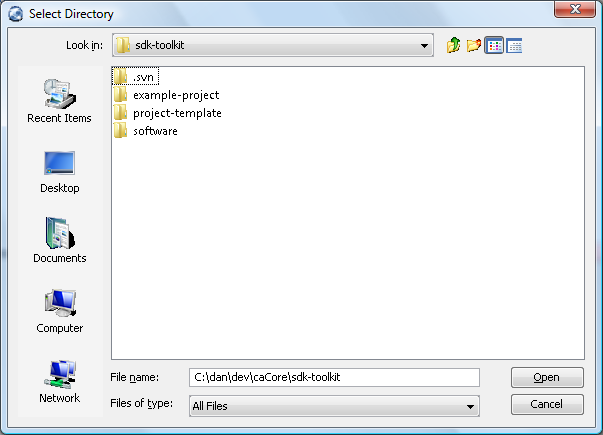 Select Directory
Look in: sdk-toolkit
.svn
example-project
project-template
software
Recent Items
Desktop
Documents
Computer
Network
File name: C:\dan\dev\caCore\sdk-toolkit Open
Files of type: All Files Cancel